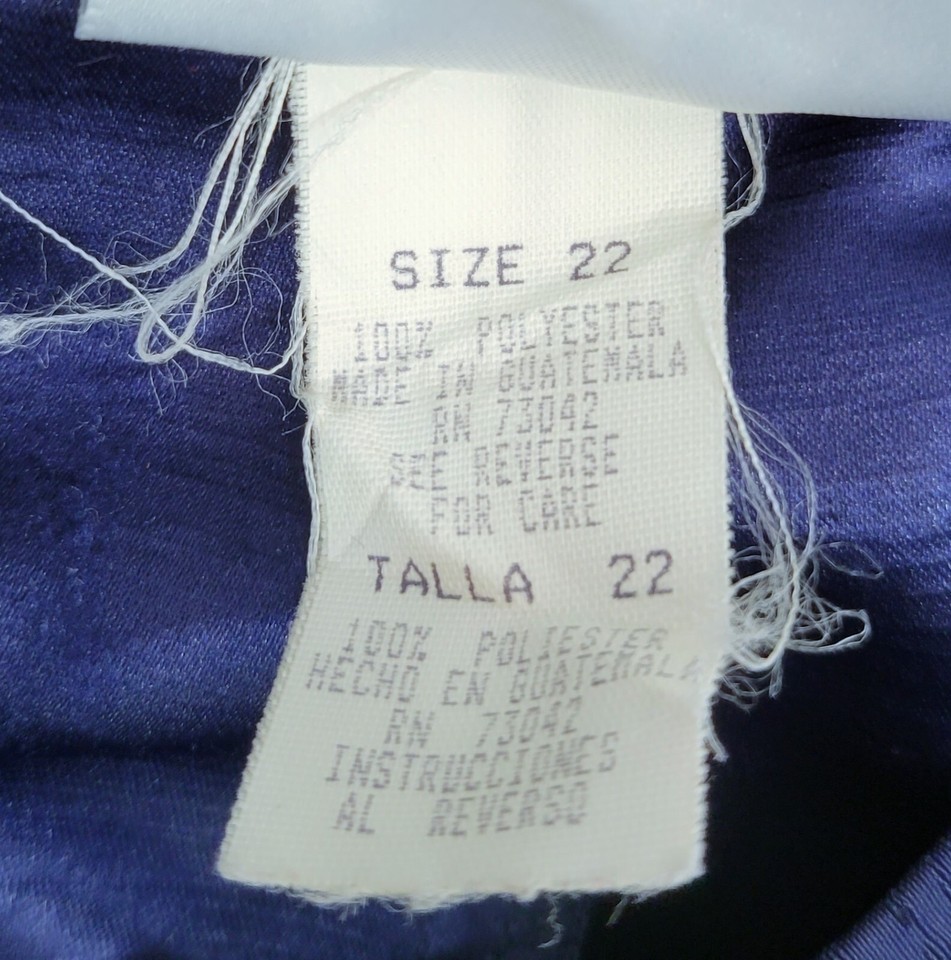 SIZE 22
100% POLYESTER
MADE IN GUATEMALA
RN 73042
SEE REVERSE
FOR CARE
TALLA 22
100% POLIESTER
HECHO EN GUATEMALA
RN 73042
INSTRUCCIONES
AL REVERSO